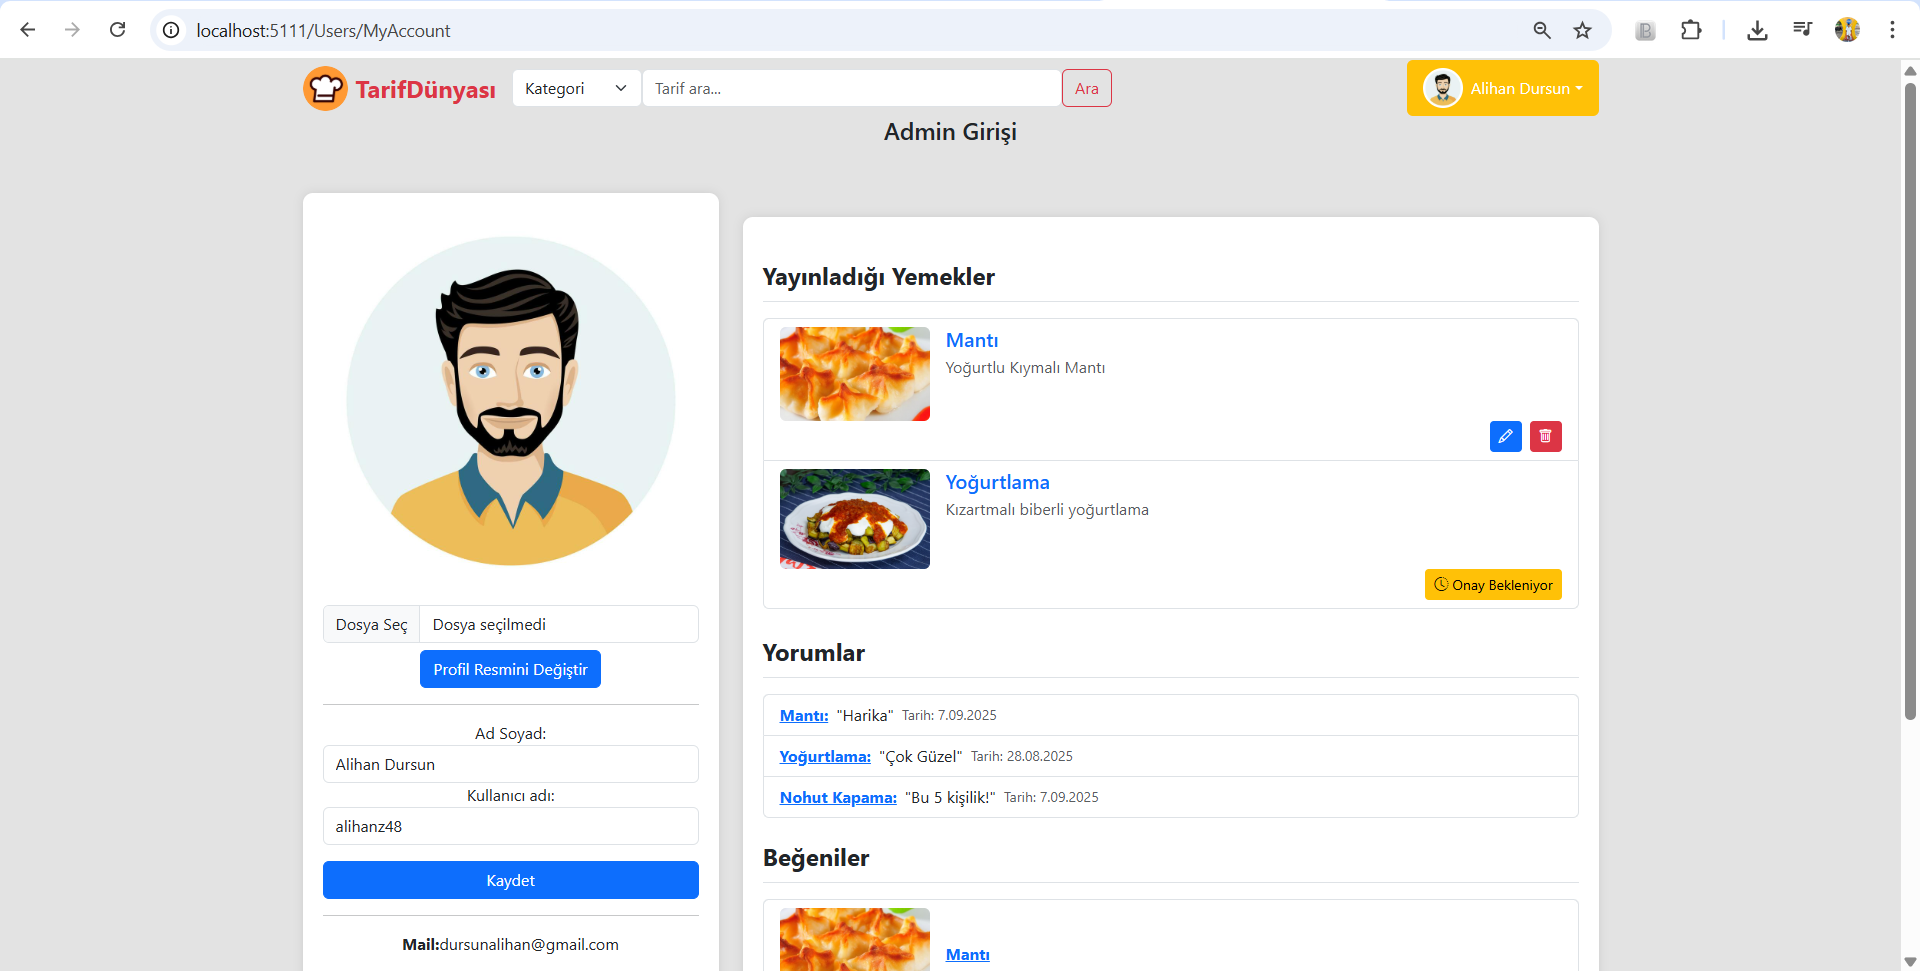 localhost:5111/Users/MyAccount
TarifDünyası
Kategori
Tarif ara...
Ara
Alihan Dursun
Admin Girişi
Dosya Seç
Dosya seçilmedi
Profil Resmini Değiştir
Ad Soyad:
Alihan Dursun
Kullanıcı adı:
alihanz48
Kaydet
Mail:dursunalihan@gmail.com
Yayınladığı Yemekler
Mantı
Yoğurtlu Kıymalı Mantı
Yoğurtlama
Kızartmalı biberli yoğurtlama
Onay Bekleniyor
Yorumlar
Mantı: "Harika" Tarih: 7.09.2025
Yoğurtlama: "Çok Güzel" Tarih: 28.08.2025
Nohut Kapama: "Bu 5 kişilik!" Tarih: 7.09.2025
Beğeniler
Mantı